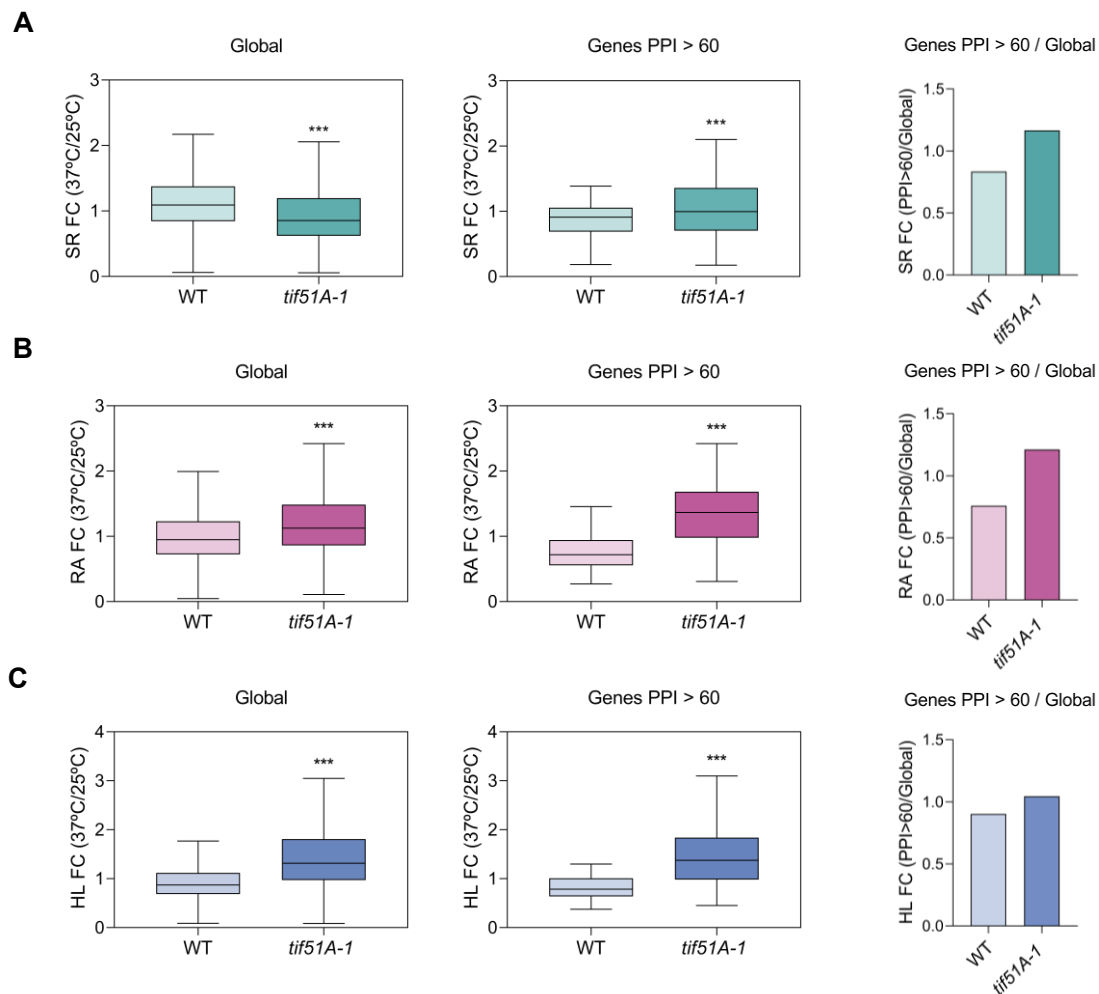 A
Global
Genes PPI > 60
Genes PPI > 60 / Global
SR FC (37ºC/25ºC)
3
2
1
0
***
WT
tif51A-1
SR FC (37ºC/25ºC)
3
2
1
0
***
WT
tif51A-1
SR FC (PPI>60/Global)
1.5
1.0
0.5
0.0
WT
tif51A-1
B
Global
Genes PPI > 60
Genes PPI > 60 / Global
RA FC (37ºC/25ºC)
3
2
1
0
***
WT
tif51A-1
RA FC (37ºC/25ºC)
3
2
1
0
***
WT
tif51A-1
RA FC (PPI>60/Global)
1.5
1.0
0.5
0.0
WT
tif51A-1
C
Global
Genes PPI > 60
Genes PPI > 60 / Global
HL FC (37ºC/25ºC)
4
3
2
1
0
***
WT
tif51A-1
HL FC (37ºC/25ºC)
4
3
2
1
0
***
WT
tif51A-1
HL FC (PPI>60/Global)
1.5
1.0
0.5
0.0
WT
tif51A-1